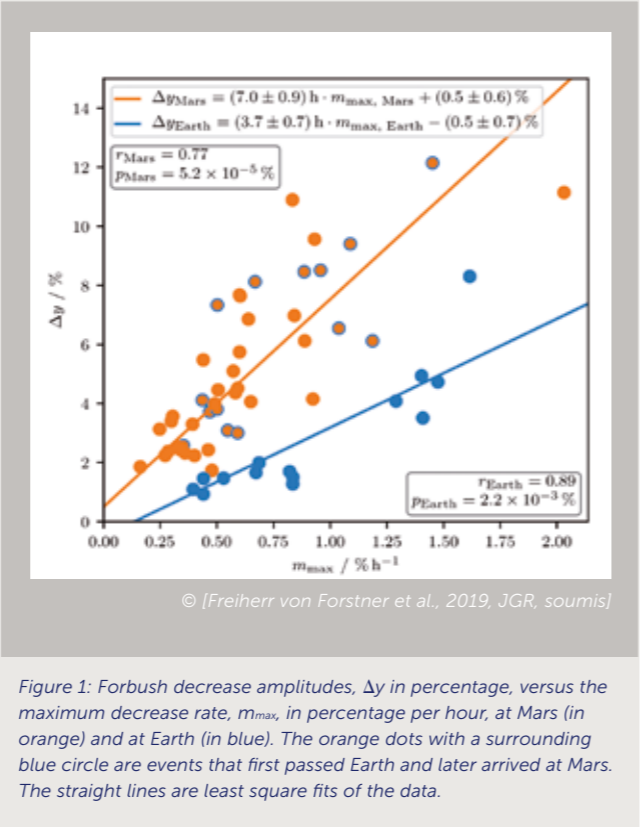 Δy_Mars = (7.0 ± 0.9) h · m_max, Mars + (0.5 ± 0.6) %
Δy_Earth = (3.7 ± 0.7) h · m_max, Earth − (0.5 ± 0.7) %
r_Mars = 0.77
p_Mars = 5.2 × 10⁻⁵ %
14
12
10
8
6
4
2
0
Δy / %
r_Earth = 0.89
p_Earth = 2.2 × 10⁻³ %
0.00 0.25 0.50 0.75 1.00 1.25 1.50 1.75 2.00
m_max / % h⁻¹
© [Freiherr von Forstner et al., 2019, JGR, soumis]
Figure 1: Forbush decrease amplitudes, Δy in percentage, versus the
maximum decrease rate, m_max, in percentage per hour, at Mars (in
orange) and at Earth (in blue). The orange dots with a surrounding
blue circle are events that first passed Earth and later arrived at Mars.
The straight lines are least square fits of the data.